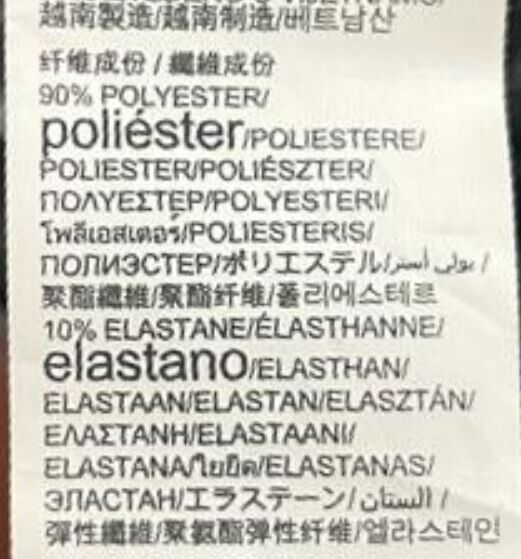 越南製造/越南制造/베트남산
纤维成份 / 纖維成份
90% POLYESTER/
poliéster/POLIESTERE/
POLIESTER/POLIÉSZTER/
ΠΟΛΥΕΣΤΕΡ/POLYESTERI/
โพลีเอสเตอร์/POLIESTERIS/
ПОЛИЭСТЕР/ポリエステル/بولي أستر/
聚酯纖維/聚酯纤维/폴리에스테르
10% ELASTANE/ÉLASTHANNE/
elastano/ELASTHAN/
ELASTAAN/ELASTAN/ELASZTÁN/
ΕΛΑΣΤΑΝΗ/ELASTAANI/
ELASTANA/ใยยืด/ELASTANAS/
ЭЛАСТАН/エラステーン/الستان/
彈性纖維/聚氨酯弹性纤维/엘라스테인